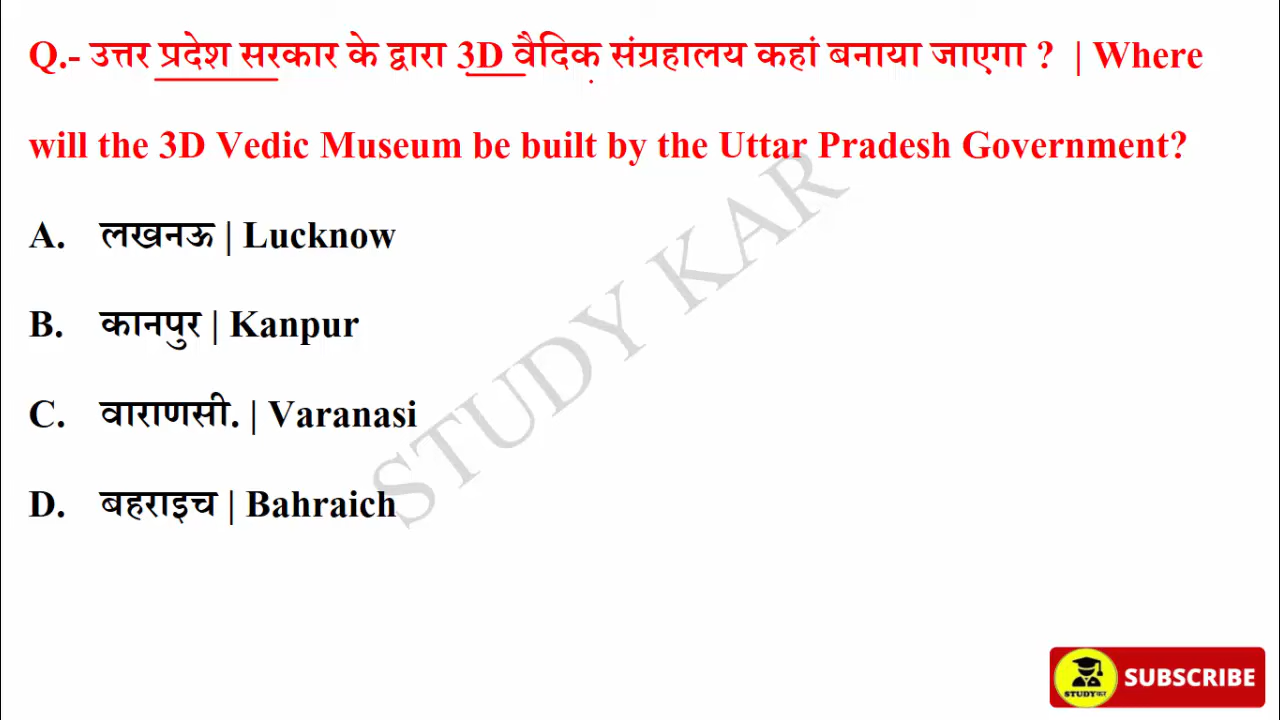 Q.- उत्तर प्रदेश सरकार के द्वारा 3D वैदिक संग्रहालय कहां बनाया जाएगा ? | Where
will the 3D Vedic Museum be built by the Uttar Pradesh Government?
A. लखनऊ | Lucknow
B. कानपुर | Kanpur
C. वाराणसी. | Varanasi
D. बहराइच | Bahraich
STUDY KAR
STUDYकर
SUBSCRIBE